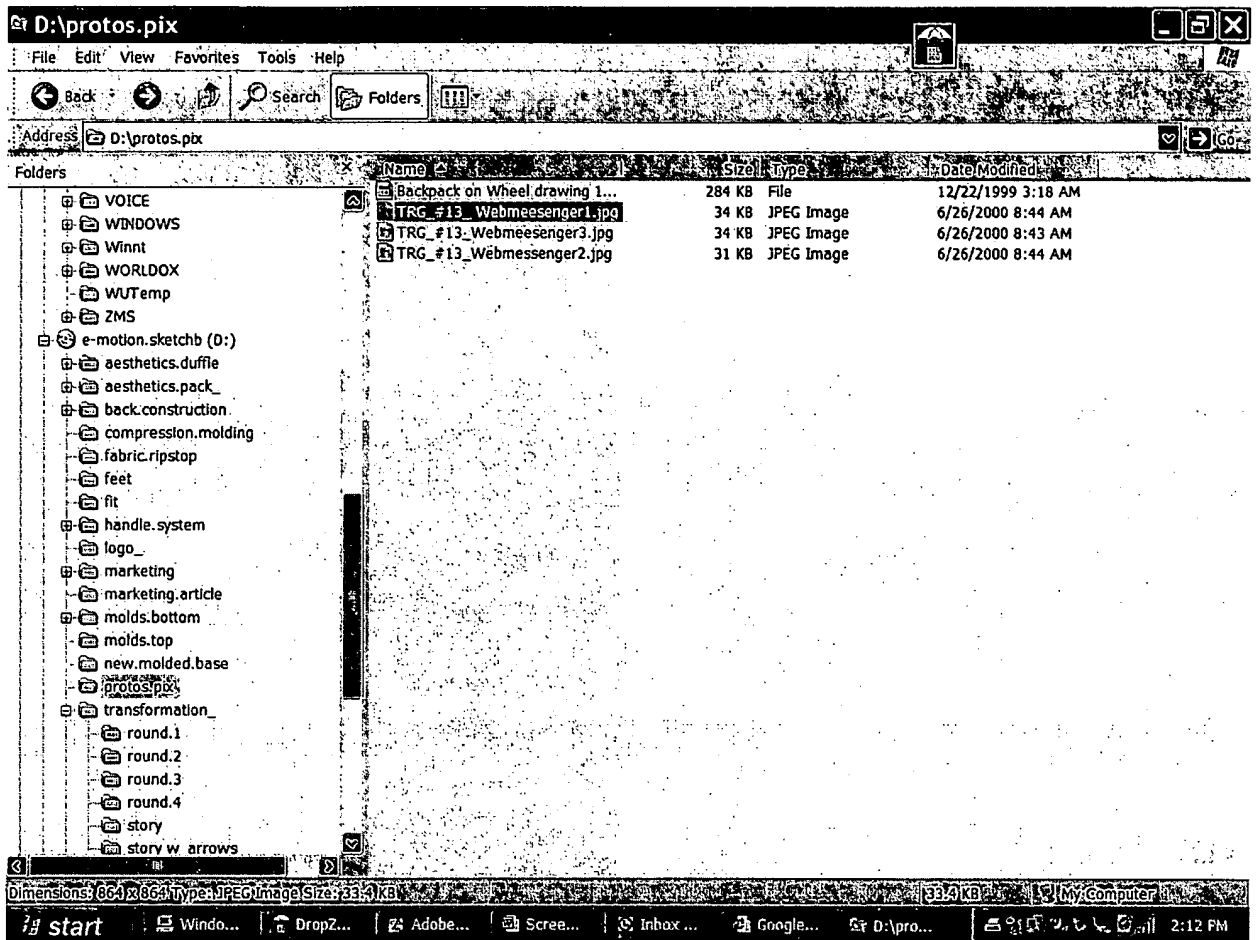 D:\protos.pix
File Edit View Favorites Tools Help
Back Search Folders
Address D:\protos.pix Go
Folders
Name Size Type Date Modified
Backpack on Wheel drawing 1... 284 KB File 12/22/1999 3:18 AM
TRG_#13_ Webmeesenger1.jpg 34 KB JPEG Image 6/26/2000 8:44 AM
TRG_#13_Webmeesenger3.jpg 34 KB JPEG Image 6/26/2000 8:43 AM
TRG_#13_Webmessenger2.jpg 31 KB JPEG Image 6/26/2000 8:44 AM
VOICE
WINDOWS
Winnt
WORLDOX
WUTemp
ZMS
e-motion.sketchb (D:)
aesthetics.duffle
aesthetics.pack_
back.construction
compression.molding
fabric.ripstop
feet
fit
handle.system
logo_
marketing
marketing.article
molds.bottom
molds.top
new.molded.base
protos.pix
transformation_
round.1
round.2
round.3
round.4
story
story w arrows
Dimensions: 864 x 864 Type: JPEG Image Size: 33.4 KB 33.4 KB My Computer
start Windo... DropZ... Adobe... Scree... Inbox ... Google... D:\pro... 2:12 PM